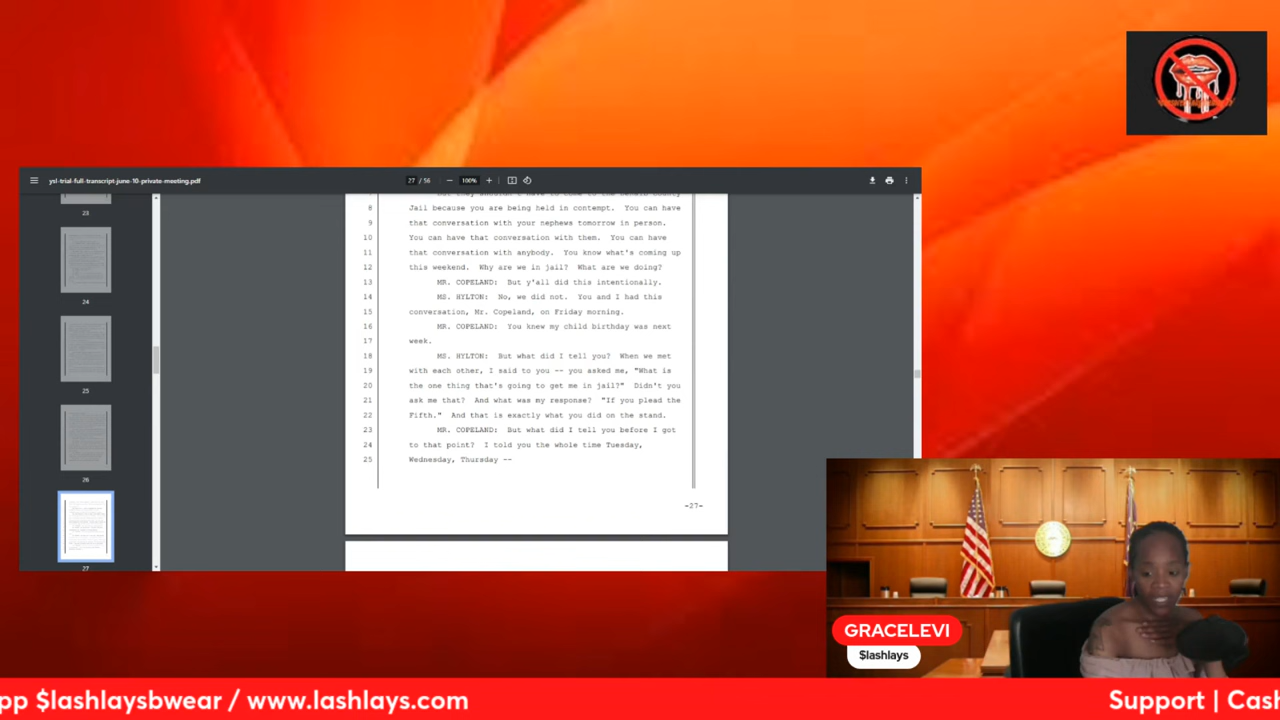 ysl-trial-full-transcript-june-10-private-meeting.pdf
27 / 56
100%
23
24
25
26
27
8 Jail because you are being held in contempt. You can have
9 that conversation with your nephews tomorrow in person.
10 You can have that conversation with them. You can have
11 that conversation with anybody. You know what's coming up
12 this weekend. Why are we in jail? What are we doing?
13 MR. COPELAND: But y'all did this intentionally.
14 MS. HYLTON: No, we did not. You and I had this
15 conversation, Mr. Copeland, on Friday morning.
16 MR. COPELAND: You knew my child birthday was next
17 week.
18 MS. HYLTON: But what did I tell you? When we met
19 with each other, I said to you -- you asked me, "What is
20 the one thing that's going to get me in jail?" Didn't you
21 ask me that? And what was my response? "If you plead the
22 Fifth." And that is exactly what you did on the stand.
23 MR. COPELAND: But what did I tell you before I got
24 to that point? I told you the whole time Tuesday,
25 Wednesday, Thursday --
-27-
GRACELEVI
$lashlays
pp $lashlaysbwear / www.lashlays.com
Support | Cash